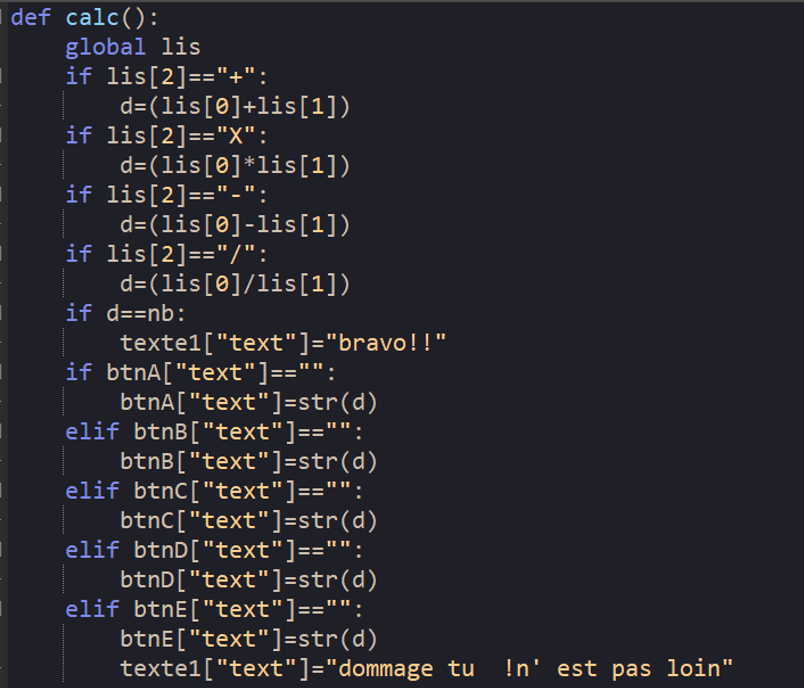 def calc():
    global lis
    if lis[2]=="+":
        d=(lis[0]+lis[1])
    if lis[2]=="X":
        d=(lis[0]*lis[1])
    if lis[2]=="-":
        d=(lis[0]-lis[1])
    if lis[2]=="/":
        d=(lis[0]/lis[1])
    if d==nb:
        texte1["text"]="bravo!!"
    if btnA["text"]=="":
        btnA["text"]=str(d)
    elif btnB["text"]=="":
        btnB["text"]=str(d)
    elif btnC["text"]=="":
        btnC["text"]=str(d)
    elif btnD["text"]=="":
        btnD["text"]=str(d)
    elif btnE["text"]=="":
        btnE["text"]=str(d)
        texte1["text"]="dommage tu  !n' est pas loin"